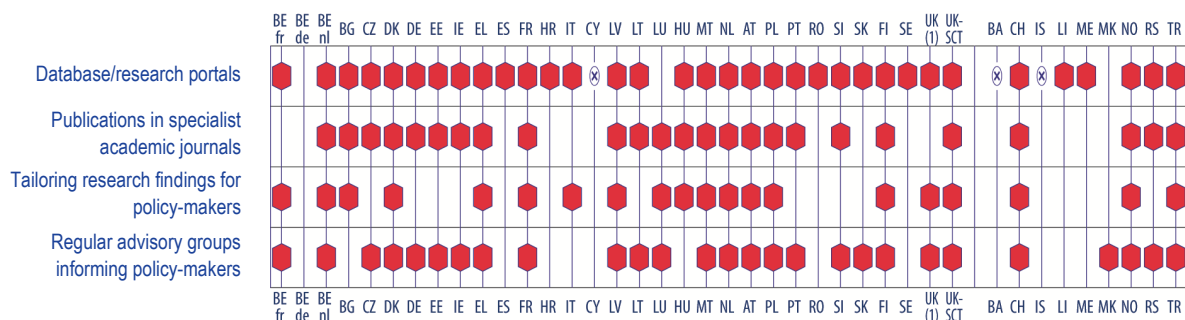 BE fr BE de BE nl BG CZ DK DE EE IE EL ES FR HR IT CY LV LT LU HU MT NL AT PL PT RO SI SK FI SE UK (1) UK-SCT BA CH IS LI ME MK NO RS TR
Database/research portals
Publications in specialist
academic journals
Tailoring research findings for
policy-makers
Regular advisory groups
informing policy-makers
BE fr BE de BE nl BG CZ DK DE EE IE EL ES FR HR IT CY LV LT LU HU MT NL AT PL PT RO SI SK FI SE UK (1) UK-SCT BA CH IS LI ME MK NO RS TR